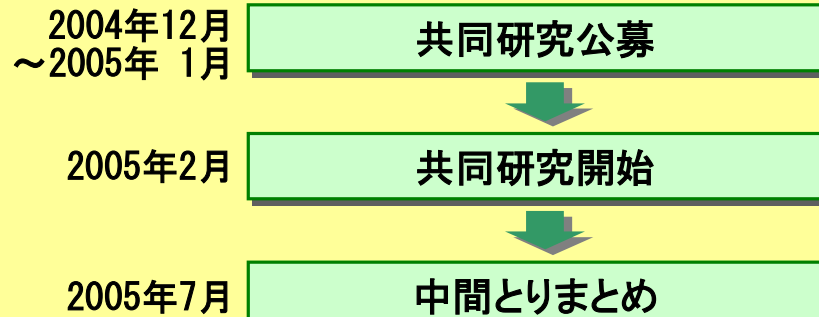 2004年12月
～2005年 1月
共同研究公募
2005年2月
共同研究開始
2005年7月
中間とりまとめ